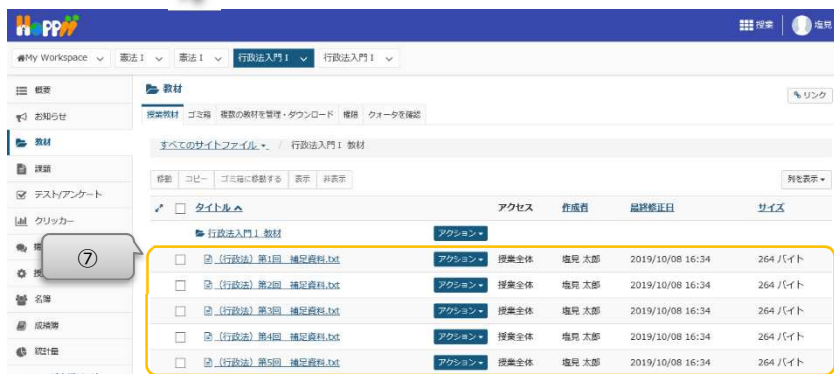 Hoppii
授業 塩見
My Workspace 憲法Ⅰ 憲法Ⅰ 行政法入門Ⅰ 行政法入門Ⅰ
概要
お知らせ
教材
課題
テスト/アンケート
クリッカー
名簿
成績簿
統計量
教材
リンク
授業教材 ゴミ箱 複数の教材を管理・ダウンロード 権限 クォータを確認
すべてのサイトファイル / 行政法入門Ⅰ 教材
移動 コピー ゴミ箱に移動する 表示 非表示 列を表示
タイトル アクセス 作成者 最終修正日 サイズ
行政法入門Ⅰ 教材 アクション
⑦
(行政法)第1回 補足資料.txt アクション 授業全体 塩見 太郎 2019/10/08 16:34 264 バイト
(行政法)第2回 補足資料.txt アクション 授業全体 塩見 太郎 2019/10/08 16:34 264 バイト
(行政法)第3回 補足資料.txt アクション 授業全体 塩見 太郎 2019/10/08 16:34 264 バイト
(行政法)第4回 補足資料.txt アクション 授業全体 塩見 太郎 2019/10/08 16:34 264 バイト
(行政法)第5回 補足資料.txt アクション 授業全体 塩見 太郎 2019/10/08 16:34 264 バイト